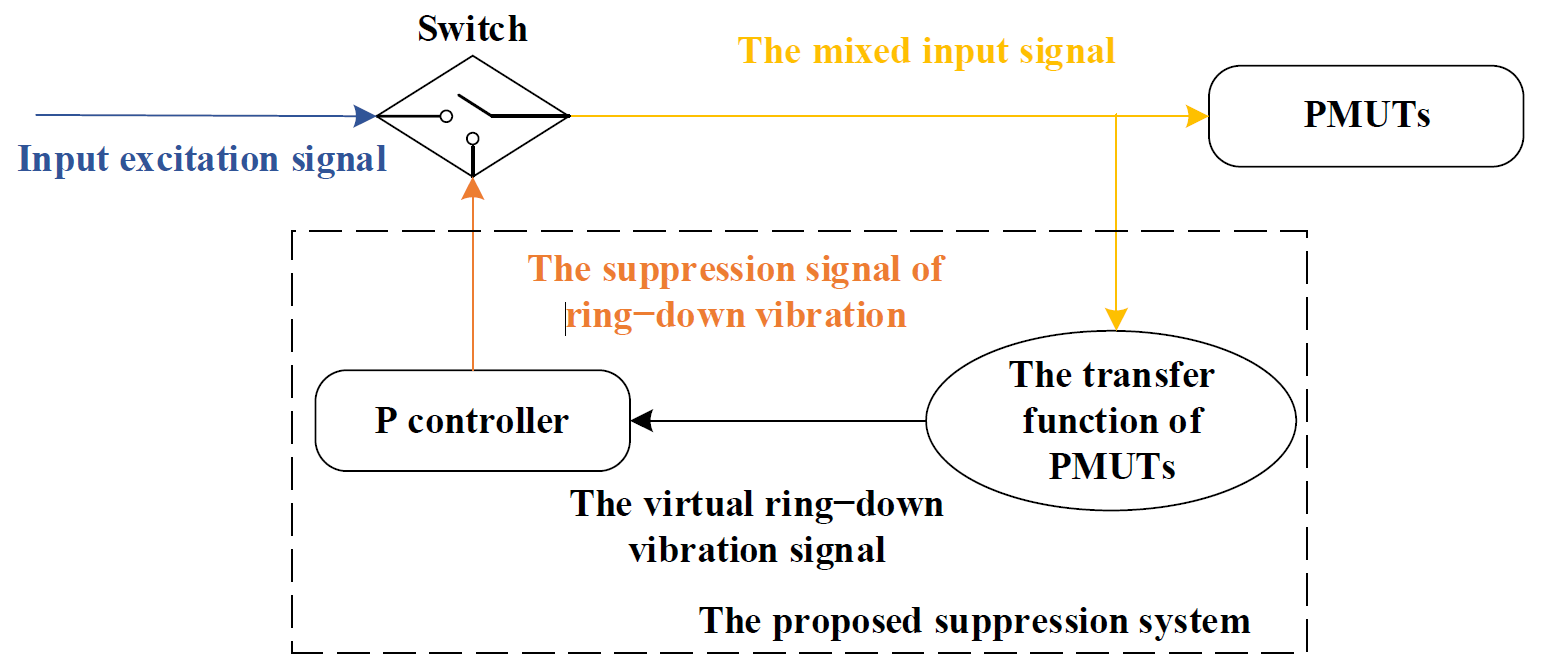 Switch
The mixed input signal
PMUTs
Input excitation signal
The suppression signal of
ring−down vibration
The transfer
function of
PMUTs
P controller
The virtual ring−down
vibration signal
The proposed suppression system